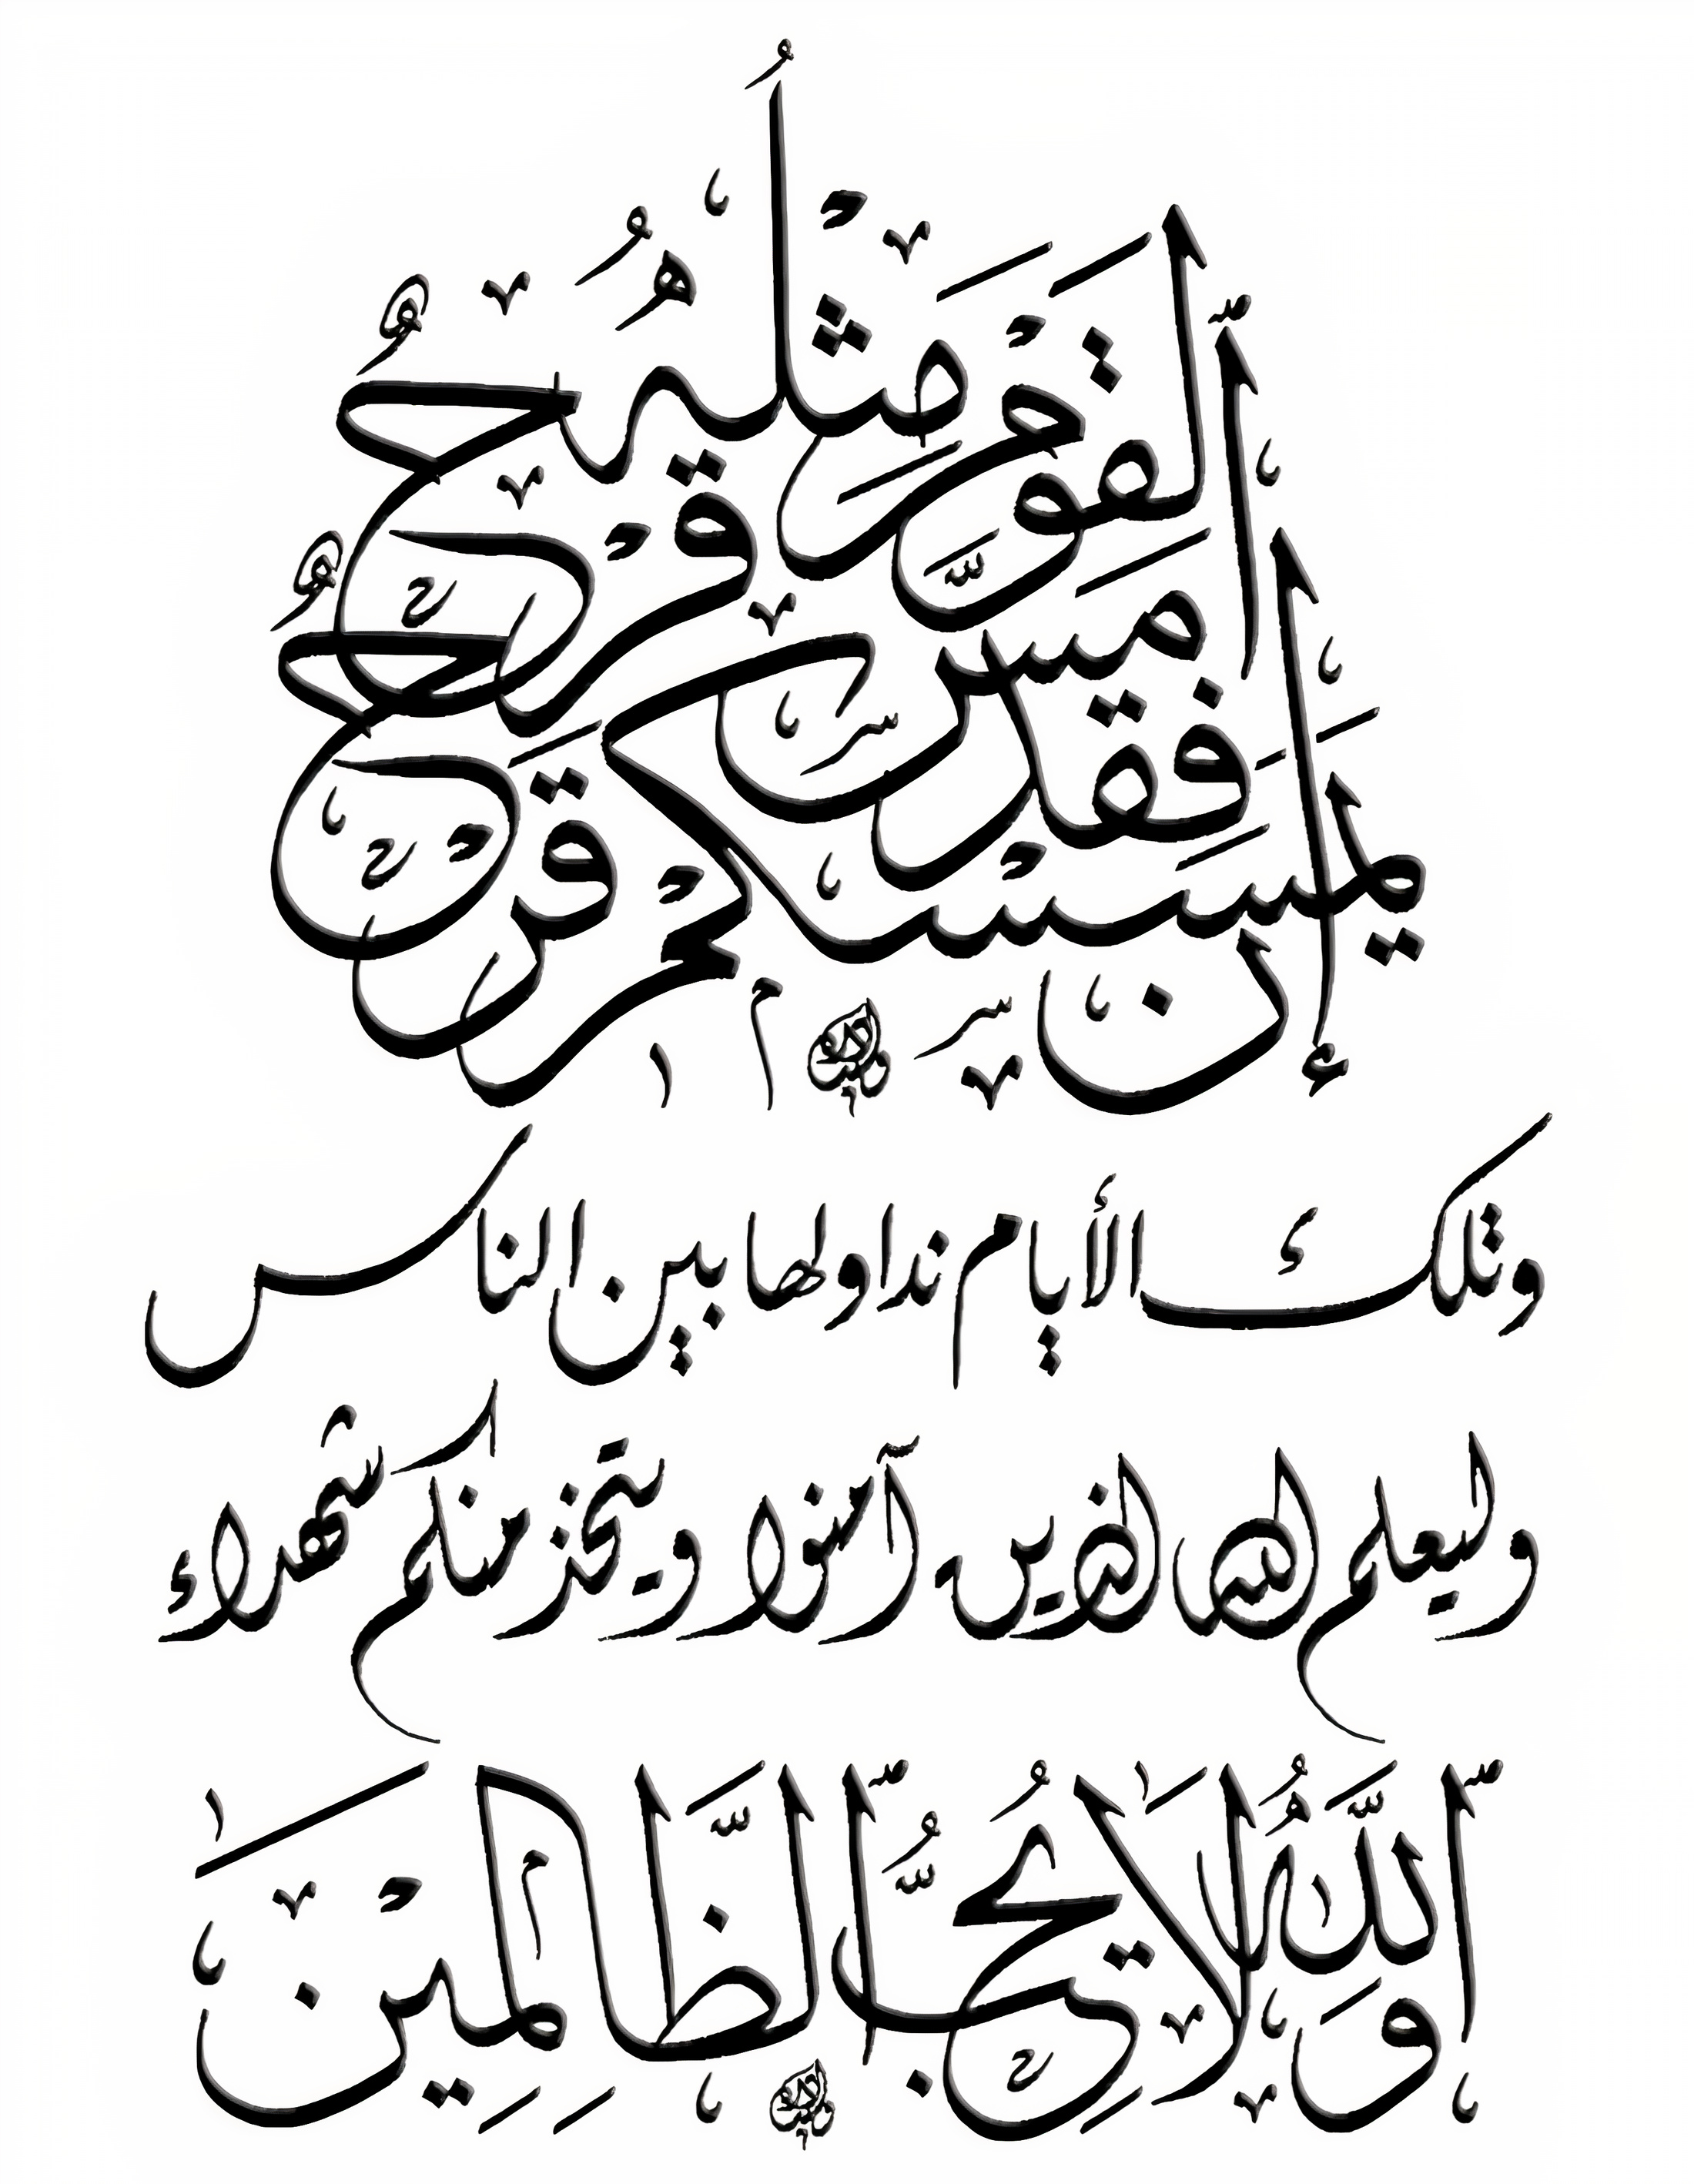 إِنْ يَمْسَسْكُمْ قَرْحٌ
فَقَدْ مَسَّ الْقَوْمَ قَرْحٌ مِثْلُهُ
وتلك الأيام نداولها بين الناس
وليعلم الله الذين آمنوا ويتخذ منكم شهداء
وَاللَّهُ لَا يُحِبُّ الظَّالِمِينَ